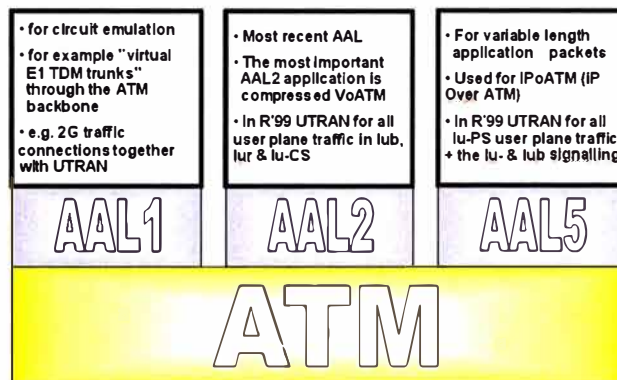 • for circuit emulation
• for example "virtual
E1 TDM trunks"
through the ATM
backbone
• e.g. 2G traffic
connections together
with UTRAN
• Most recent AAL
• The most important
AAL2 application is
compressed VoATM
• In R'99 UTRAN for all
user plane traffic in Iub,
Iur & Iu-CS
• For variable length
application packets
• Used for IPoATM (IP
Over ATM)
• In R'99 UTRAN for all
Iu-PS user plane traffic
+ the Iu- & Iub signalling
AAL1
AAL2
AAL5
ATM